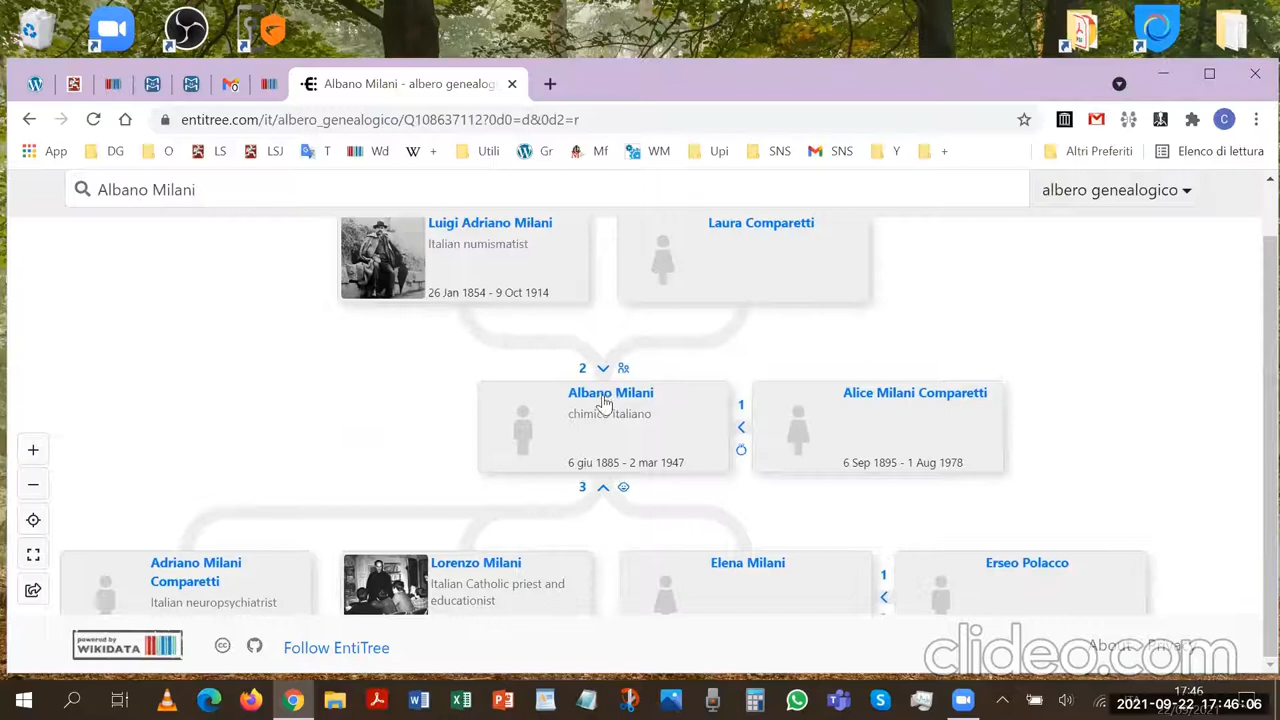 Albano Milani - albero genealog
entitree.com/it/albero_genealogico/Q108637112?0d0=d&0d2=r
C
App
DG
O
LS
LSJ
T
Wd
W
+
Utili
Gr
Mf
WM
Upi
SNS
SNS
Y
+
Altri Preferiti
Elenco di lettura
Albano Milani
albero genealogico
Luigi Adriano Milani
Italian numismatist
26 Jan 1854 - 9 Oct 1914
Laura Comparetti
2
Albano Milani
chimico italiano
6 giu 1885 - 2 mar 1947
1
Alice Milani Comparetti
6 Sep 1895 - 1 Aug 1978
3
Adriano Milani
Comparetti
Italian neuropsychiatrist
Lorenzo Milani
Italian Catholic priest and
educationist
Elena Milani
1
Erseo Polacco
powered by
WIKIDATA
Follow EntiTree
About
Privacy
clideo.com
17:46
2021-09-22 17:46:06